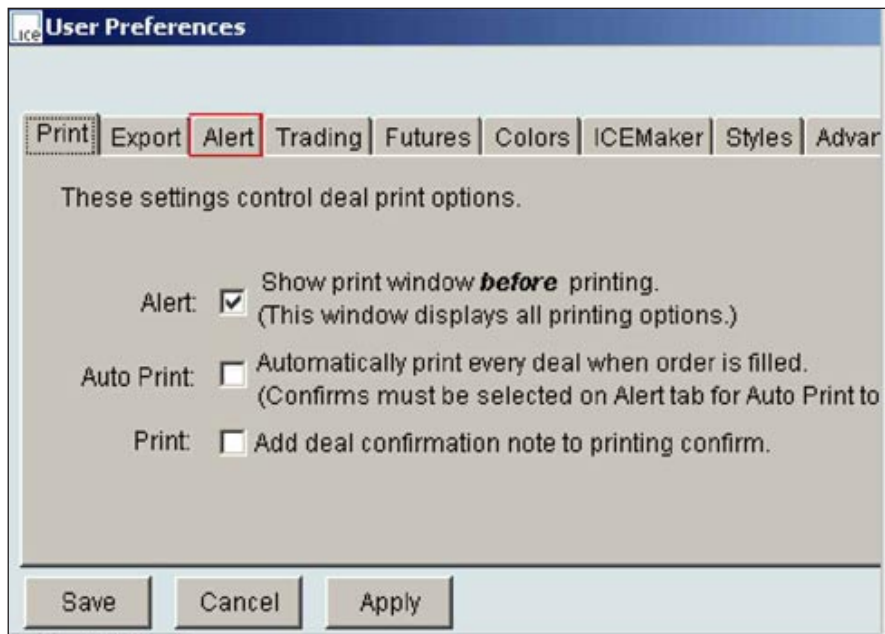 ice User Preferences
Print Export Alert Trading Futures Colors ICEMaker Styles Advan
These settings control deal print options.
Alert: Show print window before printing.
(This window displays all printing options.)
Auto Print: Automatically print every deal when order is filled.
(Confirms must be selected on Alert tab for Auto Print to
Print: Add deal confirmation note to printing confirm.
Save Cancel Apply